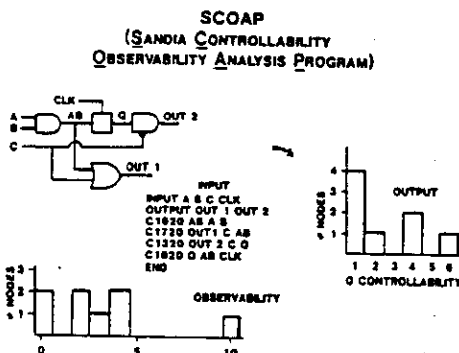 SCOAP
(SANDIA CONTROLLABILITY
OBSERVABILITY ANALYSIS PROGRAM)
CLK
A
B
C
AB
Q
OUT 2
OUT 1
INPUT
INPUT A B C CLK
OUTPUT OUT 1 OUT 2
C1620 AB A B
C1720 OUT1 C AB
C1320 OUT 2 C Q
C1820 Q AB CLK
END
OUTPUT
# NODES
4
3
2
1
1 2 3 4 5 6
0 CONTROLLABILITY
OBSERVABILITY
# NODES
3
2
1
0 5 10